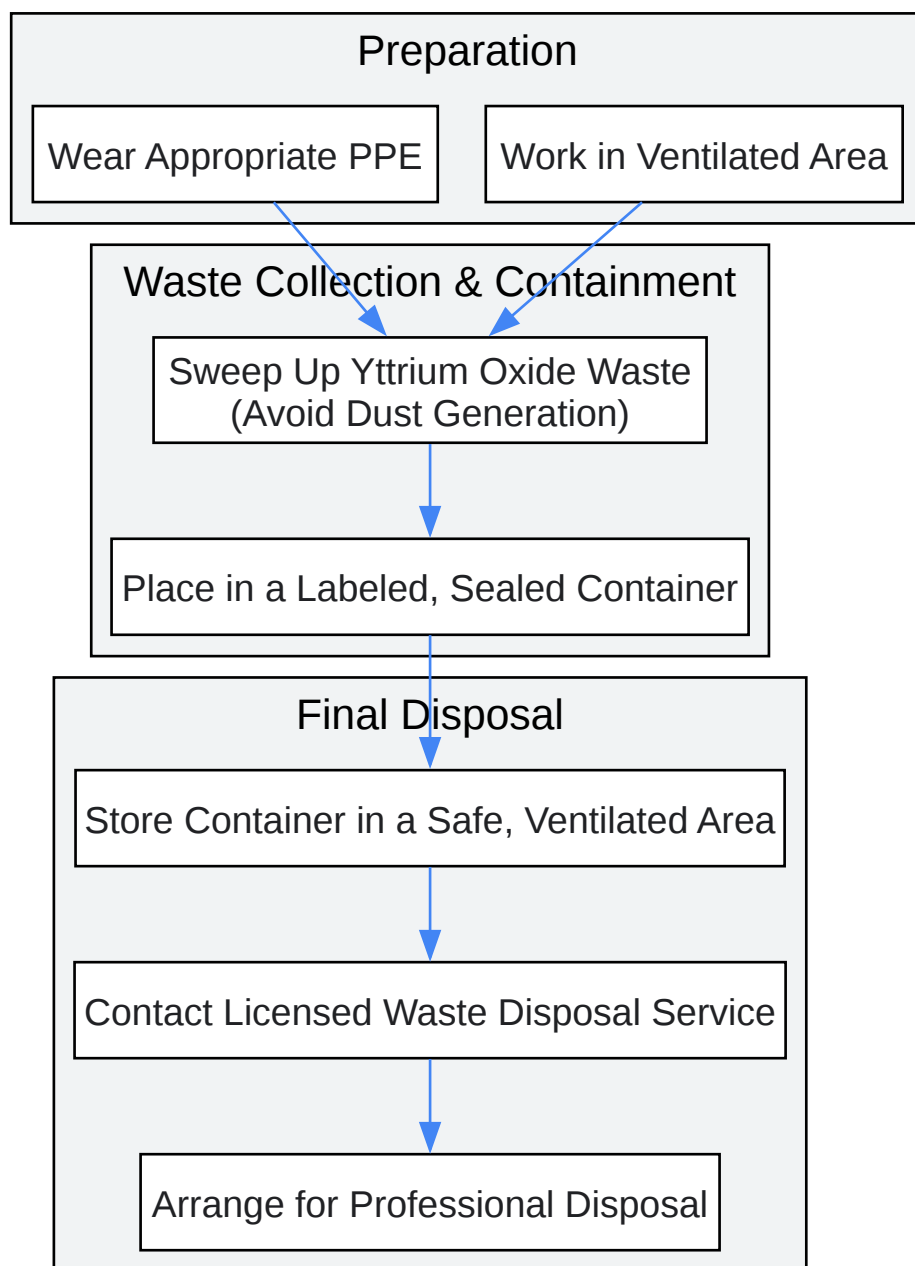 Preparation
Wear Appropriate PPE
Work in Ventilated Area
Waste Collection & Containment
Sweep Up Yttrium Oxide Waste
(Avoid Dust Generation)
Place in a Labeled, Sealed Container
Final Disposal
Store Container in a Safe, Ventilated Area
Contact Licensed Waste Disposal Service
Arrange for Professional Disposal